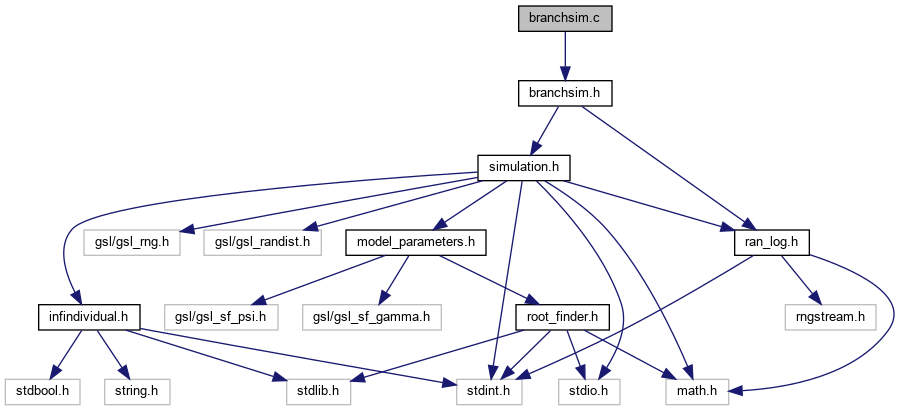 branchsim.c
branchsim.h
simulation.h
gsl/gsl_rng.h
gsl/gsl_randist.h
model_parameters.h
ran_log.h
infindividual.h
gsl/gsl_sf_psi.h
gsl/gsl_sf_gamma.h
root_finder.h
rngstream.h
stdbool.h
string.h
stdlib.h
stdint.h
stdio.h
math.h